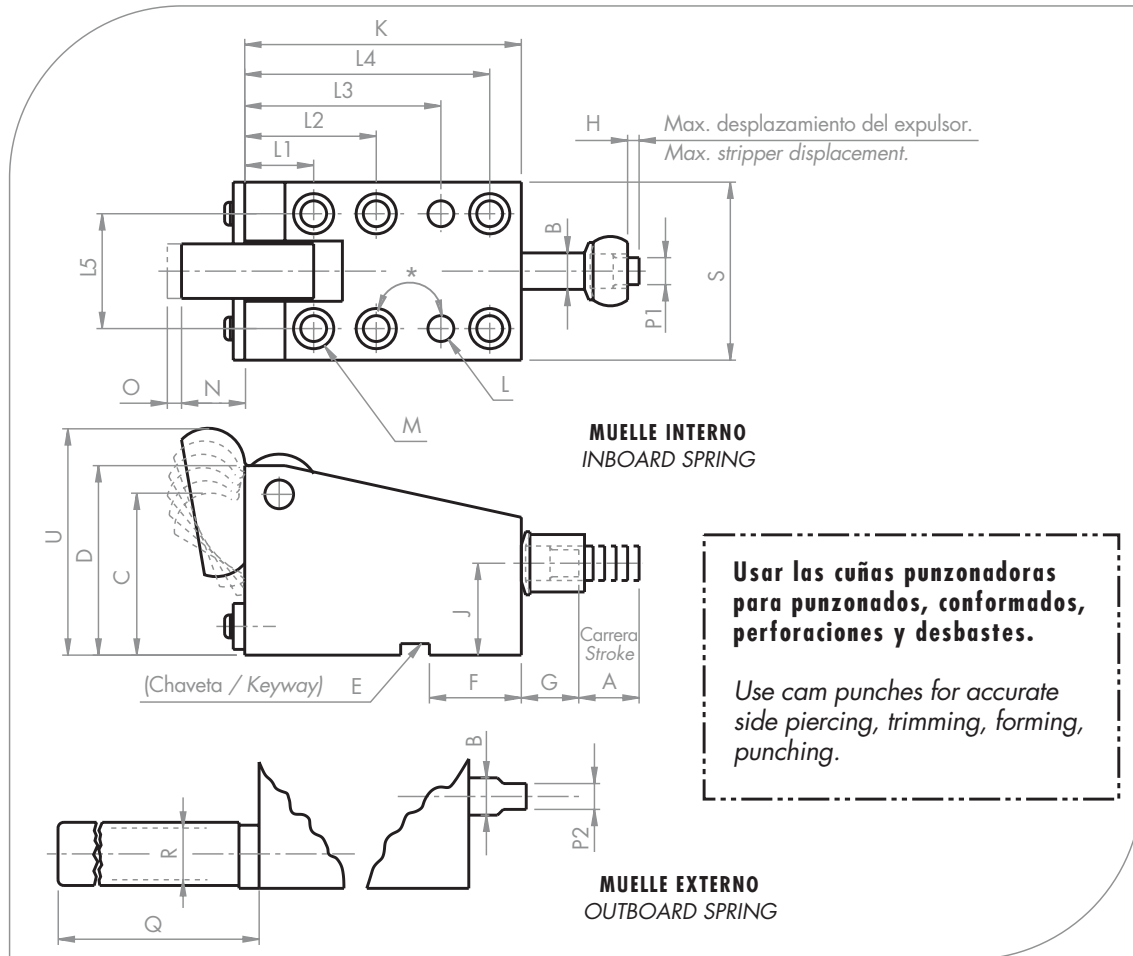 K
L4
L3
L2
L1
H
Max. desplazamiento del expulsor.
Max. stripper displacement.
B
L5
*
S
P1
O
N
L
M
MUELLE INTERNO
INBOARD SPRING
U
D
C
J
Carrera
Stroke
(Chaveta / Keyway)
E
F
G
A
Usar las cuñas punzonadoras
para punzonados, conformados,
perforaciones y desbastes.
Use cam punches for accurate
side piercing, trimming, forming,
punching.
B
R
P2
Q
MUELLE EXTERNO
OUTBOARD SPRING